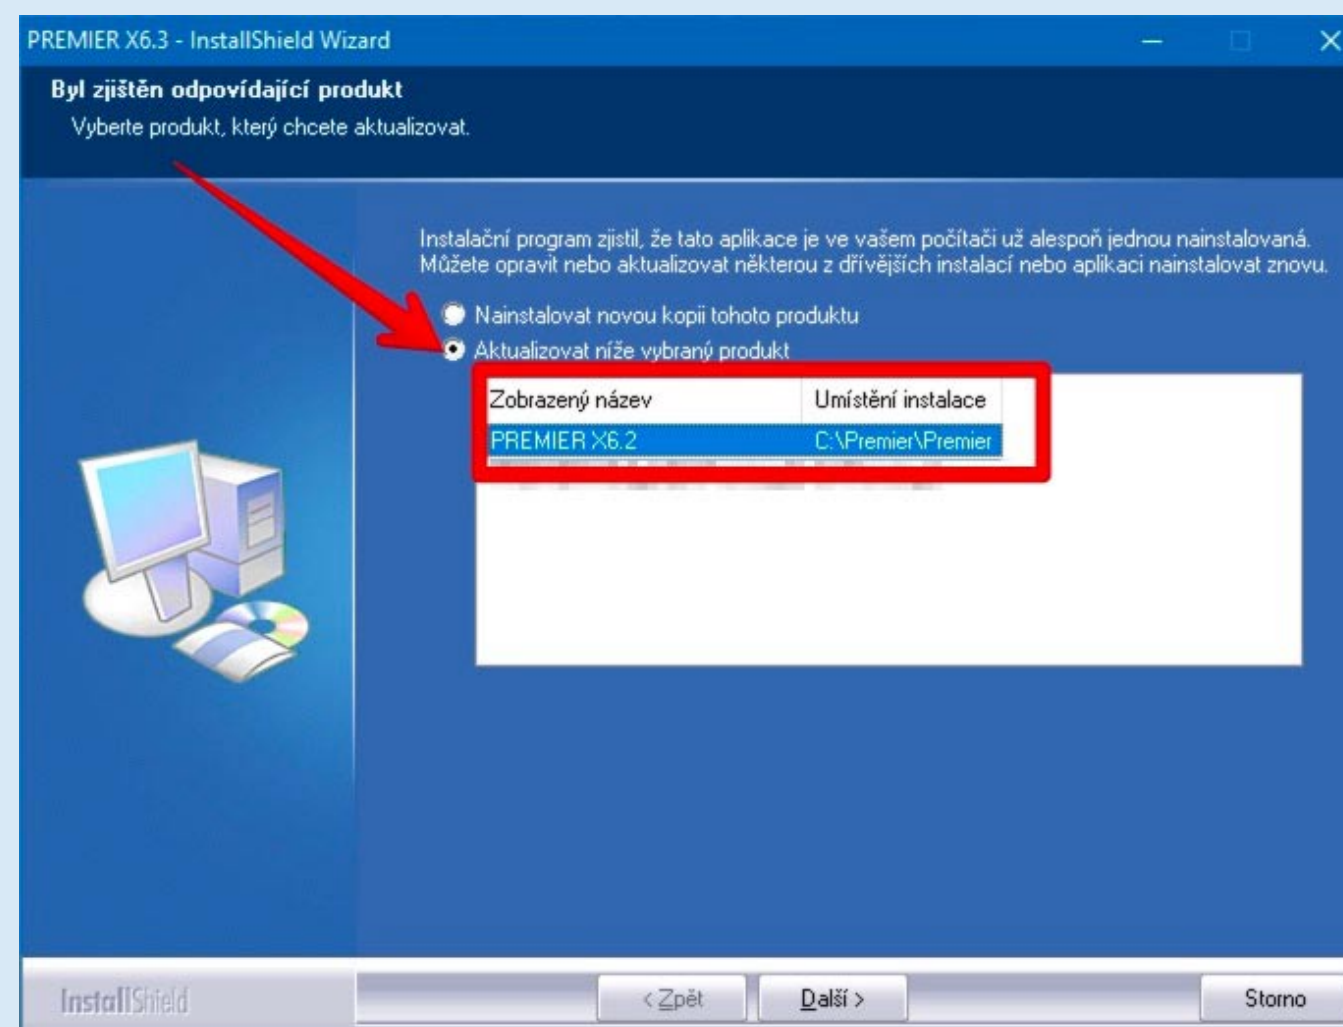 PREMIER X6.3 - InstallShield Wizard
Byl zjištěn odpovídající produkt
Vyberte produkt, který chcete aktualizovat.
Instalační program zjistil, že tato aplikace je ve vašem počítači už alespoň jednou nainstalovaná.
Můžete opravit nebo aktualizovat některou z dřívějších instalací nebo aplikaci nainstalovat znovu.
Nainstalovat novou kopii tohoto produktu
Aktualizovat níže vybraný produkt
Zobrazený název Umístění instalace
PREMIER X6.2 C:\Premier\Premier
InstallShield
< Zpět Další > Storno